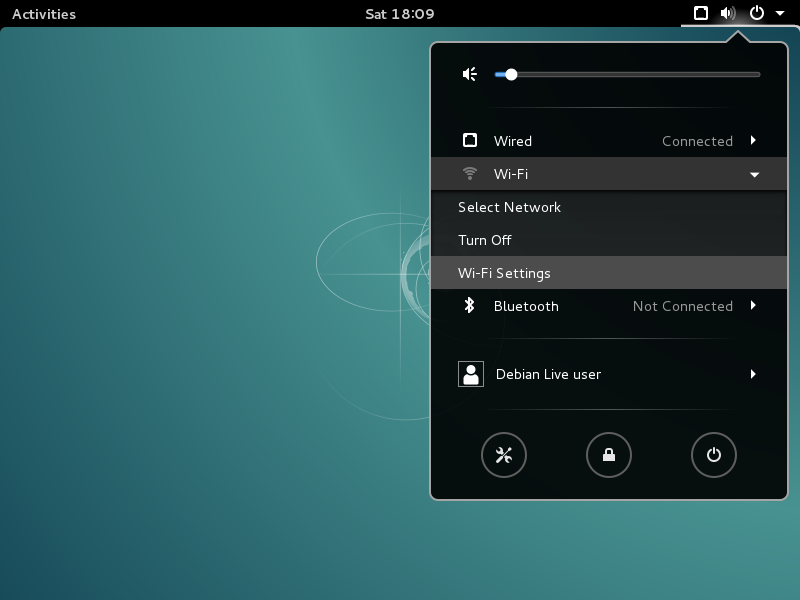 Activities
Sat 18:09
Wired Connected
Wi-Fi
Select Network
Turn Off
Wi-Fi Settings
Bluetooth Not Connected
Debian Live user